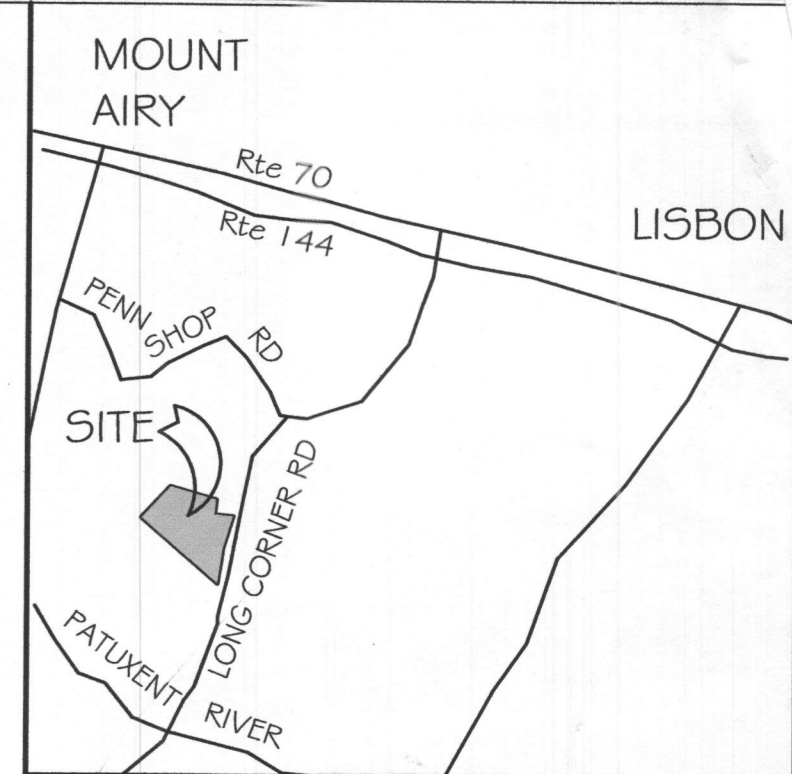 MOUNT
AIRY
Rte 70
Rte 144
LISBON
PENN SHOP RD
SITE
LONG CORNER RD
PATUXENT RIVER